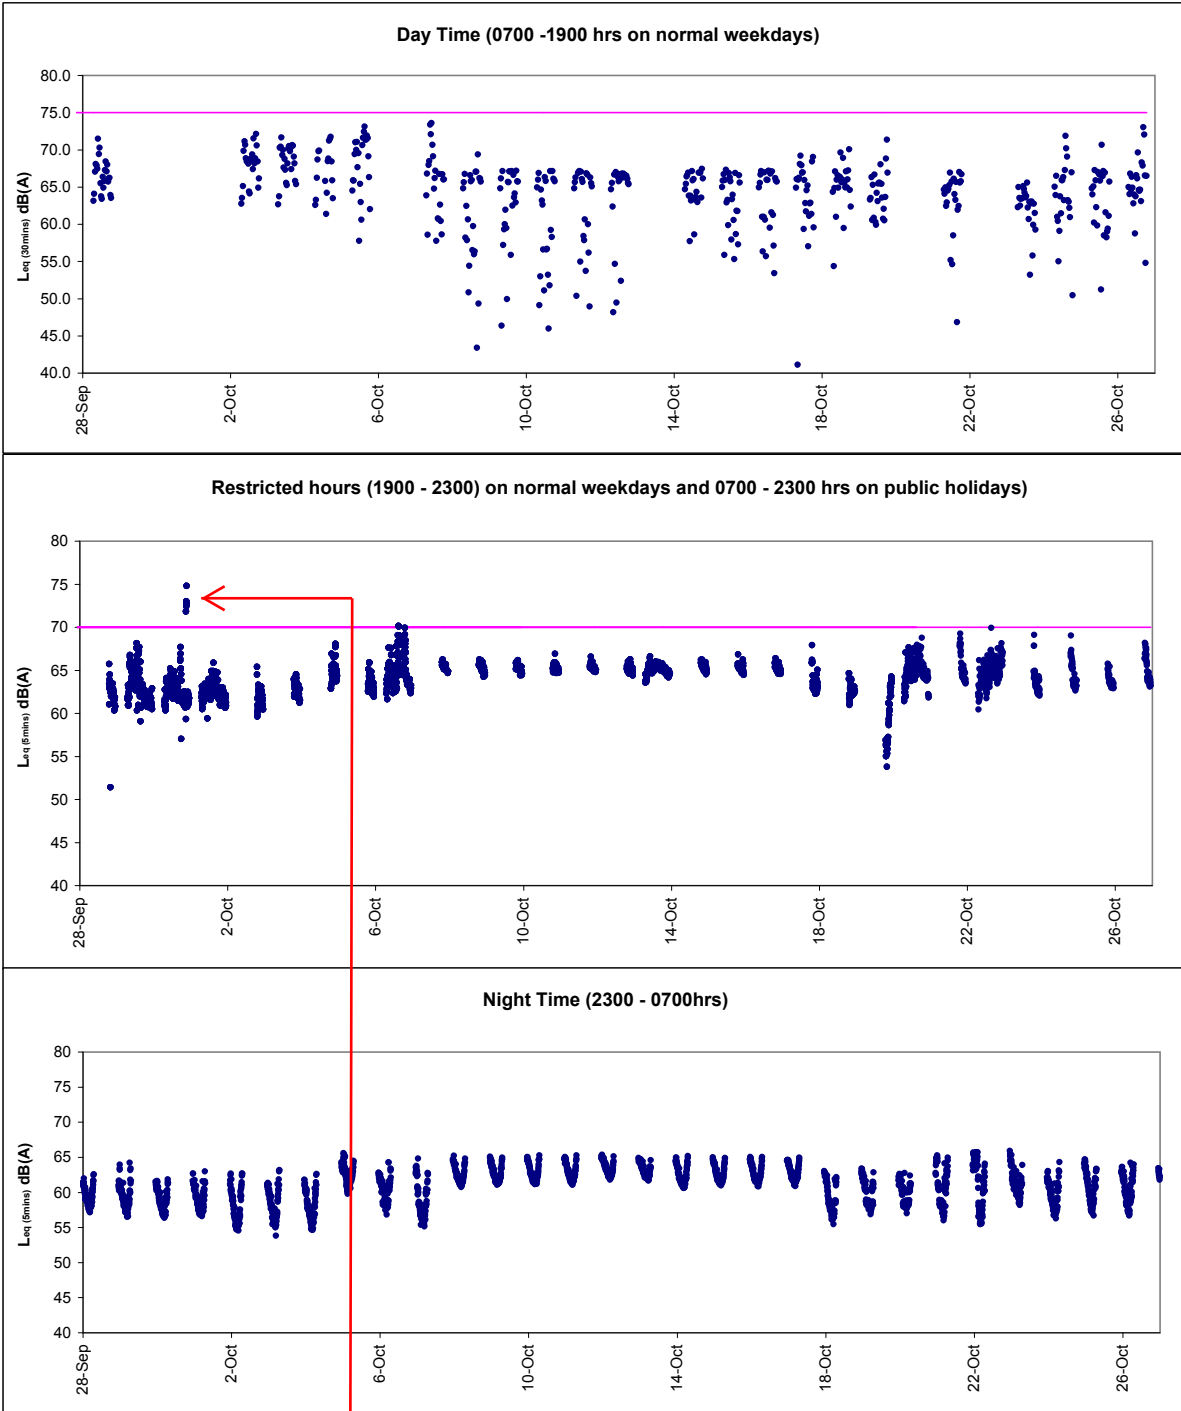 Day Time (0700 -1900 hrs on normal weekdays)
80.0
75.0
70.0
65.0
60.0
55.0
50.0
45.0
40.0
Leq (30mins) dB(A)
28-Sep
2-Oct
6-Oct
10-Oct
14-Oct
18-Oct
22-Oct
26-Oct
Restricted hours (1900 - 2300) on normal weekdays and 0700 - 2300 hrs on public holidays)
80
75
70
65
60
55
50
45
40
Leq (5mins) dB(A)
28-Sep
2-Oct
6-Oct
10-Oct
14-Oct
18-Oct
22-Oct
26-Oct
Night Time (2300 - 0700hrs)
80
75
70
65
60
55
50
45
40
Leq (5mins) dB(A)
28-Sep
2-Oct
6-Oct
10-Oct
14-Oct
18-Oct
22-Oct
26-Oct